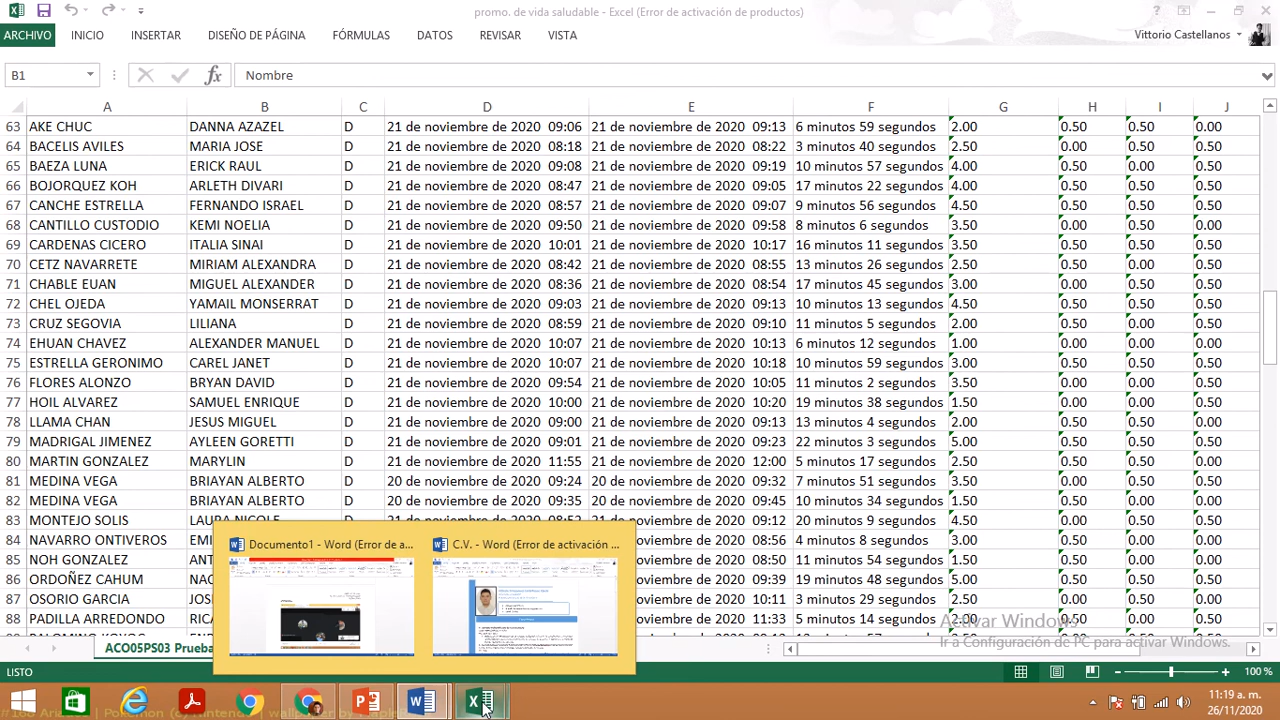 promo. de vida saludable - Excel (Error de activación de productos)
ARCHIVO INICIO INSERTAR DISEÑO DE PÁGINA FÓRMULAS DATOS REVISAR VISTA Vittorio Castellanos
B1 fx Nombre
A B C D E F G H I J
63 AKE CHUC DANNA AZAZEL D 21 de noviembre de 2020 09:06 21 de noviembre de 2020 09:13 6 minutos 59 segundos 2.00 0.50 0.50 0.00
64 BACELIS AVILES MARIA JOSE D 21 de noviembre de 2020 08:18 21 de noviembre de 2020 08:22 3 minutos 40 segundos 2.50 0.00 0.00 0.50
65 BAEZA LUNA ERICK RAUL D 21 de noviembre de 2020 09:08 21 de noviembre de 2020 09:19 10 minutos 57 segundos 4.00 0.50 0.00 0.50
66 BOJORQUEZ KOH ARLETH DIVARI D 21 de noviembre de 2020 08:47 21 de noviembre de 2020 09:05 17 minutos 22 segundos 4.00 0.50 0.50 0.50
67 CANCHE ESTRELLA FERNANDO ISRAEL D 21 de noviembre de 2020 08:57 21 de noviembre de 2020 09:07 9 minutos 56 segundos 4.50 0.50 0.50 0.50
68 CANTILLO CUSTODIO KEMI NOELIA D 21 de noviembre de 2020 09:50 21 de noviembre de 2020 09:58 8 minutos 6 segundos 3.50 0.00 0.50 0.00
69 CARDENAS CICERO ITALIA SINAI D 21 de noviembre de 2020 10:01 21 de noviembre de 2020 10:17 16 minutos 11 segundos 3.50 0.50 0.50 0.50
70 CETZ NAVARRETE MIRIAM ALEXANDRA D 21 de noviembre de 2020 08:42 21 de noviembre de 2020 08:55 13 minutos 26 segundos 2.50 0.50 0.00 0.50
71 CHABLE EUAN MIGUEL ALEXANDER D 21 de noviembre de 2020 08:36 21 de noviembre de 2020 08:54 17 minutos 45 segundos 3.00 0.50 0.00 0.50
72 CHEL OJEDA YAMAIL MONSERRAT D 21 de noviembre de 2020 09:03 21 de noviembre de 2020 09:13 10 minutos 13 segundos 4.50 0.50 0.50 0.50
73 CRUZ SEGOVIA LILIANA D 21 de noviembre de 2020 08:59 21 de noviembre de 2020 09:10 11 minutos 5 segundos 2.00 0.50 0.00 0.50
74 EHUAN CHAVEZ ALEXANDER MANUEL D 21 de noviembre de 2020 10:07 21 de noviembre de 2020 10:13 6 minutos 12 segundos 1.00 0.00 0.00 0.50
75 ESTRELLA GERONIMO CAREL JANET D 21 de noviembre de 2020 10:07 21 de noviembre de 2020 10:18 10 minutos 59 segundos 3.00 0.50 0.00 0.50
76 FLORES ALONZO BRYAN DAVID D 21 de noviembre de 2020 09:54 21 de noviembre de 2020 10:05 11 minutos 2 segundos 3.50 0.00 0.50 0.50
77 HOIL ALVAREZ SAMUEL ENRIQUE D 21 de noviembre de 2020 10:00 21 de noviembre de 2020 10:20 19 minutos 38 segundos 1.50 0.00 0.00 0.00
78 LLAMA CHAN JESUS MIGUEL D 21 de noviembre de 2020 09:00 21 de noviembre de 2020 09:13 13 minutos 4 segundos 2.00 0.00 0.50 0.00
79 MADRIGAL JIMENEZ AYLEEN GORETTI D 21 de noviembre de 2020 09:01 21 de noviembre de 2020 09:23 22 minutos 3 segundos 5.00 0.50 0.50 0.50
80 MARTIN GONZALEZ MARYLIN D 21 de noviembre de 2020 11:55 21 de noviembre de 2020 12:00 5 minutos 17 segundos 2.50 0.50 0.50 0.00
81 MEDINA VEGA BRIAYAN ALBERTO D 20 de noviembre de 2020 09:24 20 de noviembre de 2020 09:32 7 minutos 51 segundos 3.50 0.00 0.50 0.50
82 MEDINA VEGA BRIAYAN ALBERTO D 20 de noviembre de 2020 09:35 20 de noviembre de 2020 09:45 10 minutos 34 segundos 1.50 0.50 0.00 0.00
83 MONTEJO SOLIS LAURA NICOLE 09:12 20 minutos 9 segundos 4.50 0.50 0.00 0.50
84 NAVARRO ONTIVEROS EMI 08:56 4 minutos 8 segundos 3.00 0.00 0.50 0.00
85 NOH GONZALEZ ANT 08:50 11 minutos 54 segundos 1.50 0.50 0.00 0.00
86 ORDOÑEZ CAHUM NAO 09:39 19 minutos 48 segundos 5.00 0.50 0.50 0.50
87 OSORIO GARCIA JOS 10:11 3 minutos 29 segundos 2.50 0.00 0.50 0.50
88 PADILLA ARREDONDO RICA 11:33 5 minutos 14 segundos
Documento1 - Word (Error de a... C.V. - Word (Error de activación ...
Activar Windows
Ir a Configuración de PC para activar Windows.
ACO05PS03 Prueba
LISTO 100 %
11:19 a. m.
26/11/2020